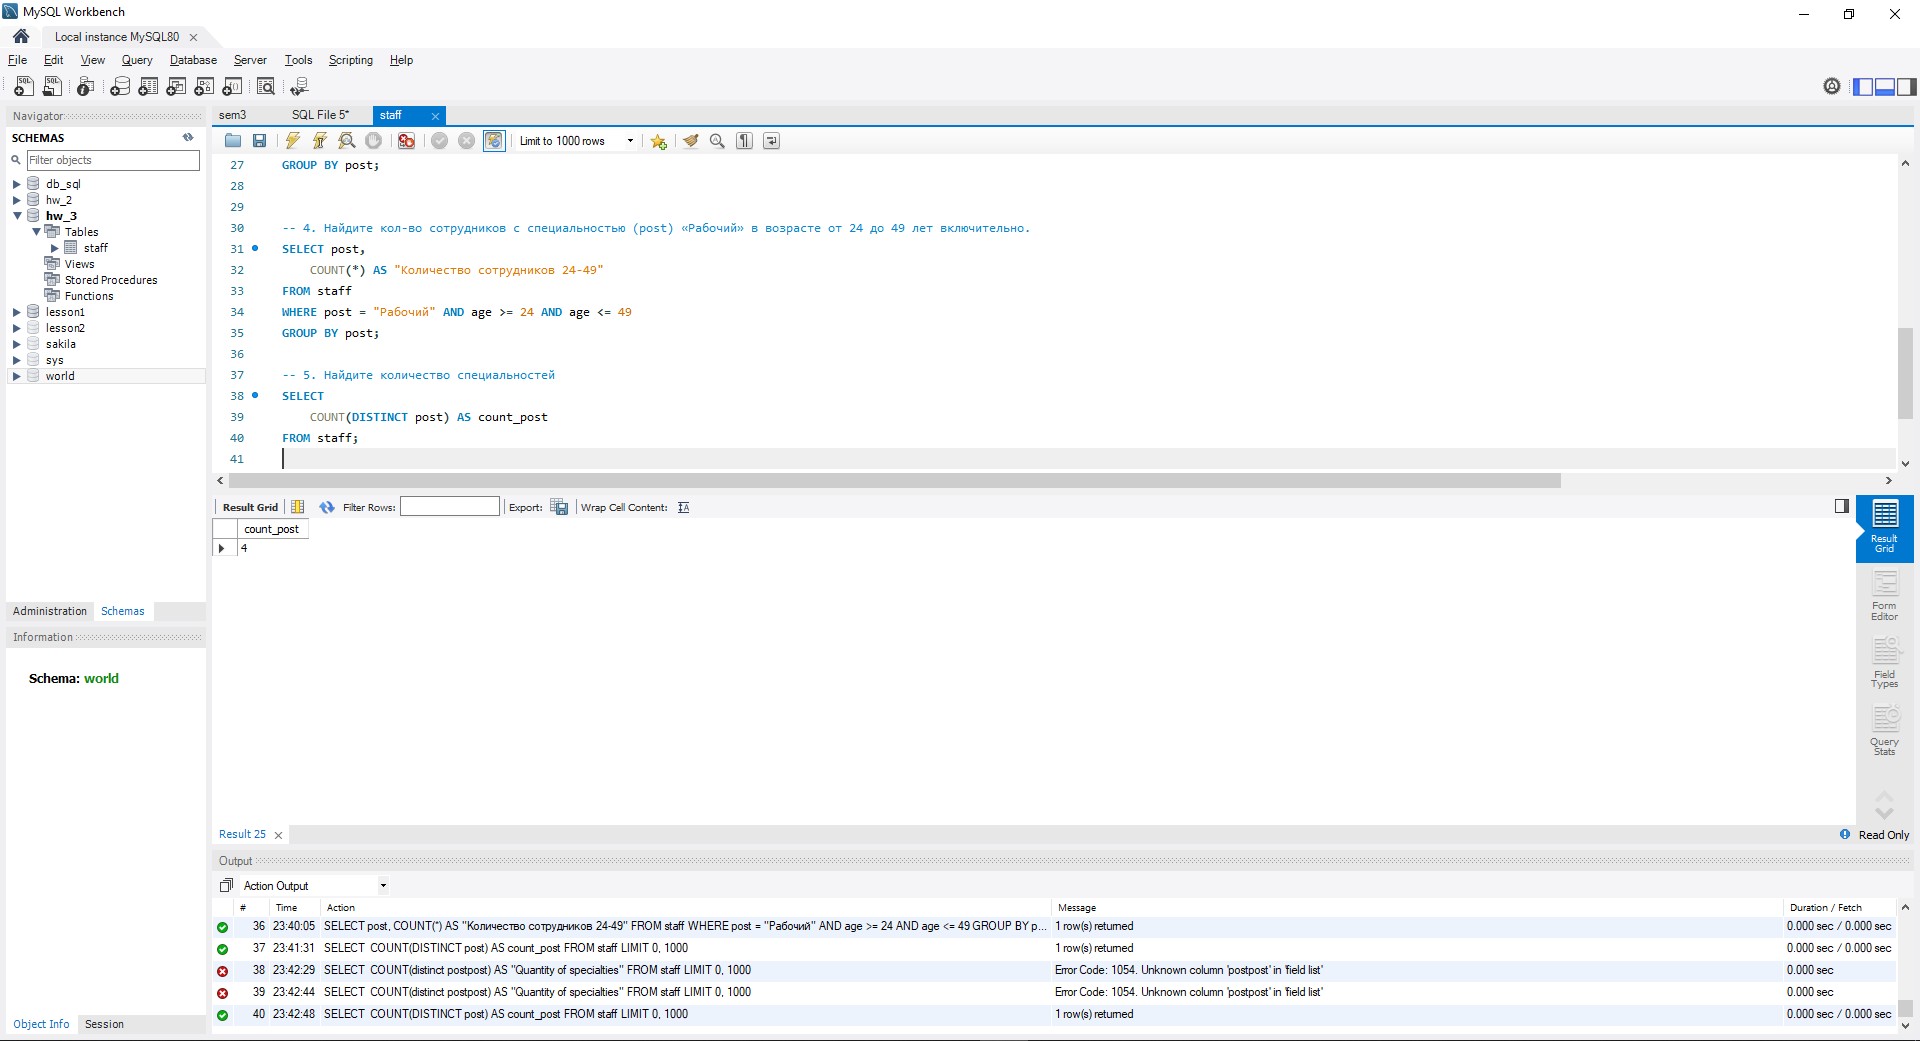 MySQL Workbench
Local instance MySQL80
File Edit View Query Database Server Tools Scripting Help
Navigator
SCHEMAS
Filter objects
db_sql
hw_2
hw_3
Tables
staff
Views
Stored Procedures
Functions
lesson1
lesson2
sakila
sys
world
Administration Schemas
Information
Schema: world
Object Info Session
sem3 SQL File 5* staff
Limit to 1000 rows
27 GROUP BY post;
28
29
30 -- 4. Найдите кол-во сотрудников с специальностью (post) «Рабочий» в возрасте от 24 до 49 лет включительно.
31 SELECT post,
32 COUNT(*) AS "Количество сотрудников 24-49"
33 FROM staff
34 WHERE post = "Рабочий" AND age >= 24 AND age <= 49
35 GROUP BY post;
36
37 -- 5. Найдите количество специальностей
38 SELECT
39 COUNT(DISTINCT post) AS count_post
40 FROM staff;
41
Result Grid Filter Rows: Export: Wrap Cell Content:
count_post
4
Result Grid
Form Editor
Field Types
Query Stats
Result 25
Read Only
Output
Action Output
# Time Action Message Duration / Fetch
36 23:40:05 SELECT post, COUNT(*) AS "Количество сотрудников 24-49" FROM staff WHERE post = "Рабочий" AND age >= 24 AND age <= 49 GROUP BY p... 1 row(s) returned 0.000 sec / 0.000 sec
37 23:41:31 SELECT COUNT(DISTINCT post) AS count_post FROM staff LIMIT 0, 1000 1 row(s) returned 0.000 sec / 0.000 sec
38 23:42:29 SELECT COUNT(distinct postpost) AS "Quantity of specialties" FROM staff LIMIT 0, 1000 Error Code: 1054. Unknown column 'postpost' in 'field list' 0.000 sec
39 23:42:44 SELECT COUNT(distinct postpost) AS "Quantity of specialties" FROM staff LIMIT 0, 1000 Error Code: 1054. Unknown column 'postpost' in 'field list' 0.000 sec
40 23:42:48 SELECT COUNT(DISTINCT post) AS count_post FROM staff LIMIT 0, 1000 1 row(s) returned 0.000 sec / 0.000 sec